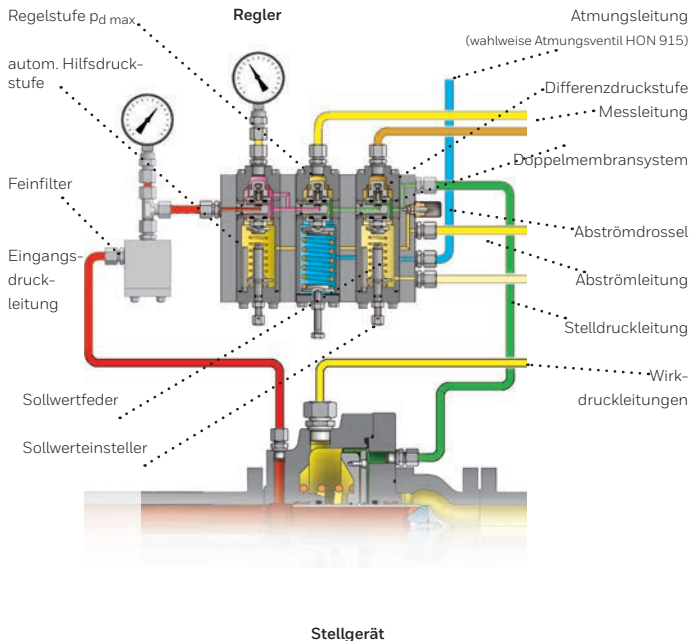 Regelstufe pd max
Regler
Atmungsleitung
(wahlweise Atmungsventil HON 915)
autom. Hilfsdruck-
stufe
Differenzdruckstufe
Messleitung
Doppelmembransystem
Feinfilter
Abströmdrossel
Eingangs-
druck-
leitung
Abströmleitung
Stelldruckleitung
Wirk-
druckleitungen
Sollwertfeder
Sollwerteinsteller
Stellgerät